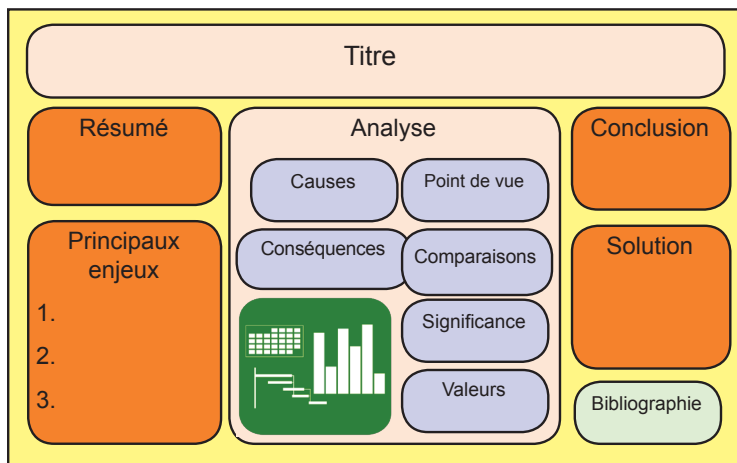 Titre
Résumé
Principaux
enjeux
1.
2.
3.
Analyse
Causes
Point de vue
Conséquences
Comparaisons
Significance
Valeurs
Conclusion
Solution
Bibliographie